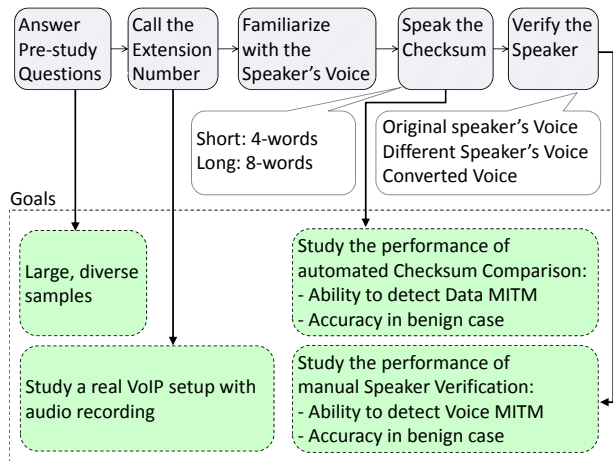 Answer
Pre-study
Questions
Call the
Extension
Number
Familiarize
with the
Speaker's Voice
Speak the
Checksum
Verify the
Speaker
Short: 4-words
Long: 8-words
Original speaker's Voice
Different Speaker's Voice
Converted Voice
Goals
Large, diverse
samples
Study the performance of
automated Checksum Comparison:
- Ability to detect Data MITM
- Accuracy in benign case
Study a real VoIP setup with
audio recording
Study the performance of
manual Speaker Verification:
- Ability to detect Voice MITM
- Accuracy in benign case